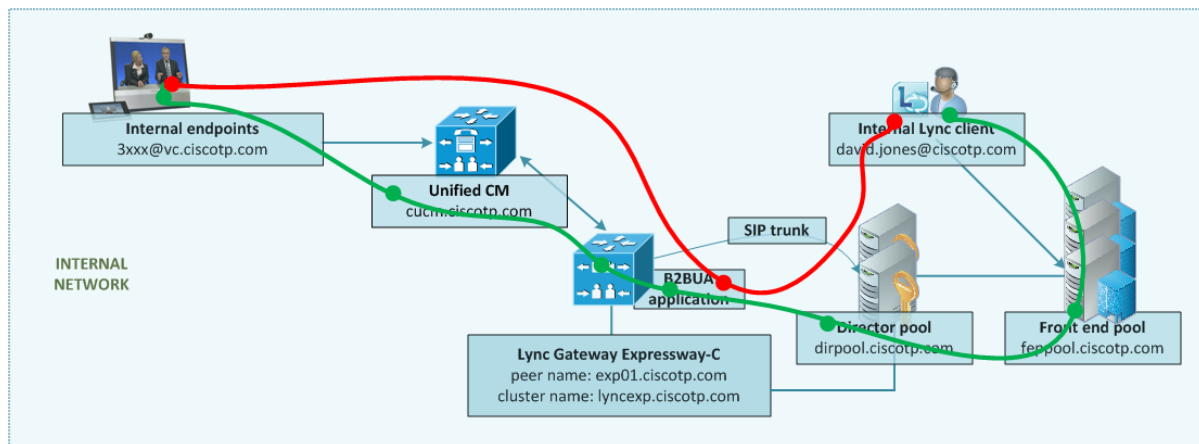 Internal endpoints
3xxx@vc.ciscotp.com
Unified CM
cucm.ciscotp.com
Internal Lync client
david.jones@ciscotp.com
SIP trunk
INTERNAL
NETWORK
B2BUA
application
Director pool
dirpool.ciscotp.com
Front end pool
feppool.ciscotp.com
Lync Gateway Expressway-C
peer name: exp01.ciscotp.com
cluster name: lyncexp.ciscotp.com